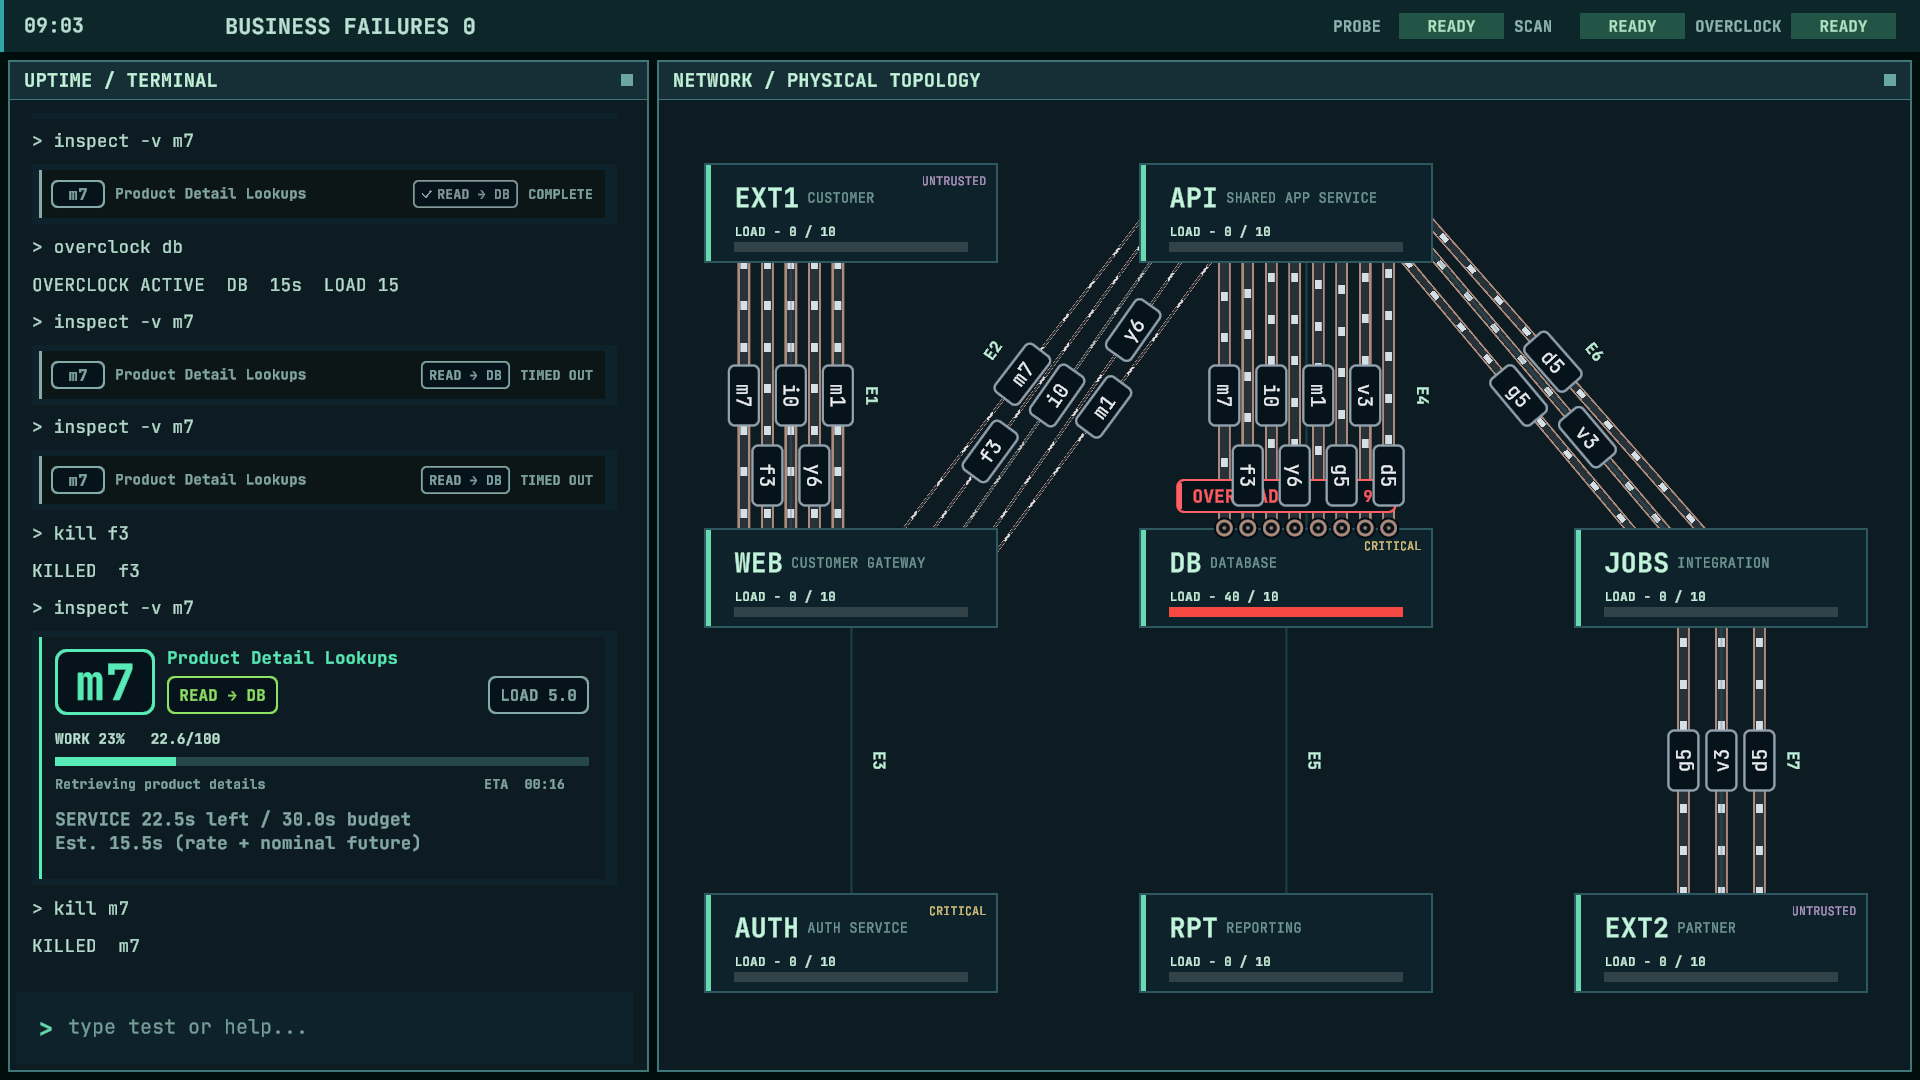 09:03 BUSINESS FAILURES 0 PROBE READY SCAN READY OVERCLOCK READY
UPTIME / TERMINAL
> inspect -v m7
m7 Product Detail Lookups ✓ READ → DB COMPLETE
> overclock db
OVERCLOCK ACTIVE DB 15s LOAD 15
> inspect -v m7
m7 Product Detail Lookups READ → DB TIMED OUT
> inspect -v m7
m7 Product Detail Lookups READ → DB TIMED OUT
> kill f3
KILLED f3
> inspect -v m7
m7 Product Detail Lookups
READ → DB LOAD 5.0
WORK 23% 22.6/100
Retrieving product details ETA 00:16
SERVICE 22.5s left / 30.0s budget
Est. 15.5s (rate + nominal future)
> kill m7
KILLED m7
> type test or help...
NETWORK / PHYSICAL TOPOLOGY
EXT1 CUSTOMER UNTRUSTED
LOAD - 0 / 10
API SHARED APP SERVICE
LOAD - 0 / 10
m7 i0 m1 E1
f3 y6
E2 m7 i0 y6
f3 m1
m7 i0 m1 v3 E4
f3 y6 g5 d5
d5 E6
g5 v3
WEB CUSTOMER GATEWAY
LOAD - 0 / 10
DB DATABASE CRITICAL
LOAD - 40 / 10
JOBS INTEGRATION
LOAD - 0 / 10
E3
E5
g5 v3 d5 E7
AUTH AUTH SERVICE CRITICAL
LOAD - 0 / 10
RPT REPORTING
LOAD - 0 / 10
EXT2 PARTNER UNTRUSTED
LOAD - 0 / 10